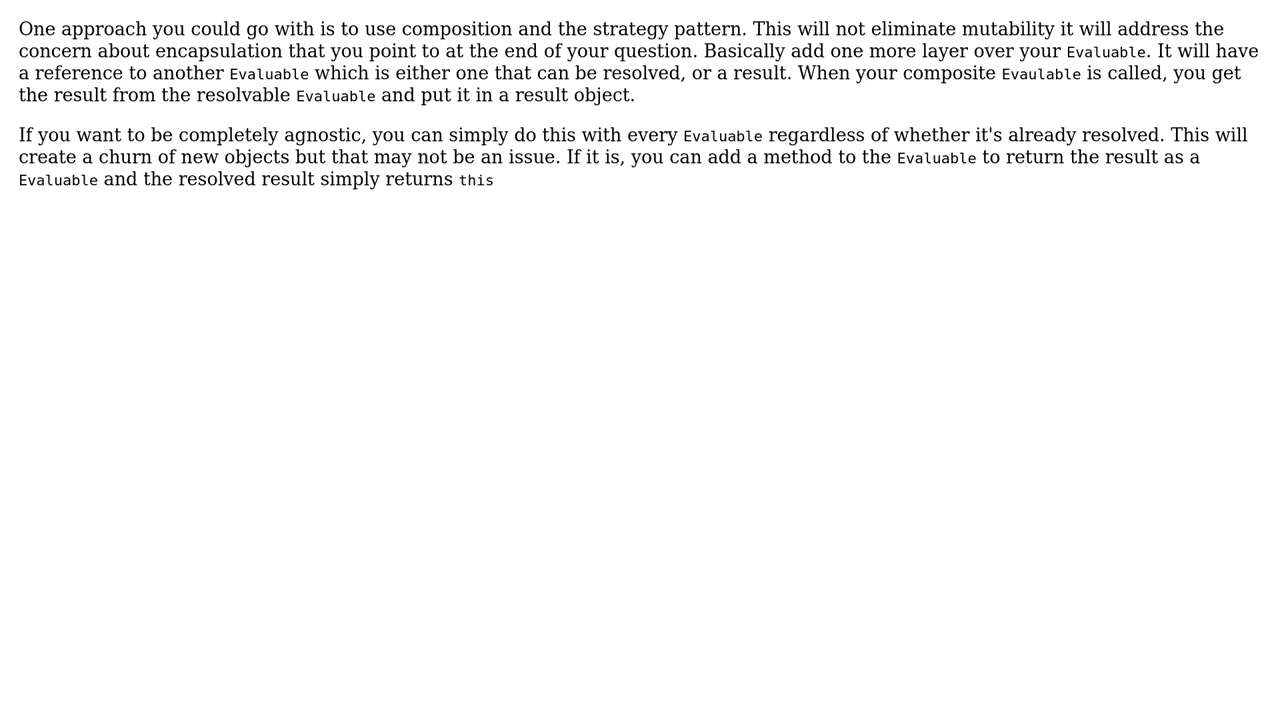 One approach you could go with is to use composition and the strategy pattern. This will not eliminate mutability it will address the
concern about encapsulation that you point to at the end of your question. Basically add one more layer over your Evaluable. It will have
a reference to another Evaluable which is either one that can be resolved, or a result. When your composite Evaulable is called, you get
the result from the resolvable Evaluable and put it in a result object.
If you want to be completely agnostic, you can simply do this with every Evaluable regardless of whether it's already resolved. This will
create a churn of new objects but that may not be an issue. If it is, you can add a method to the Evaluable to return the result as a
Evaluable and the resolved result simply returns this